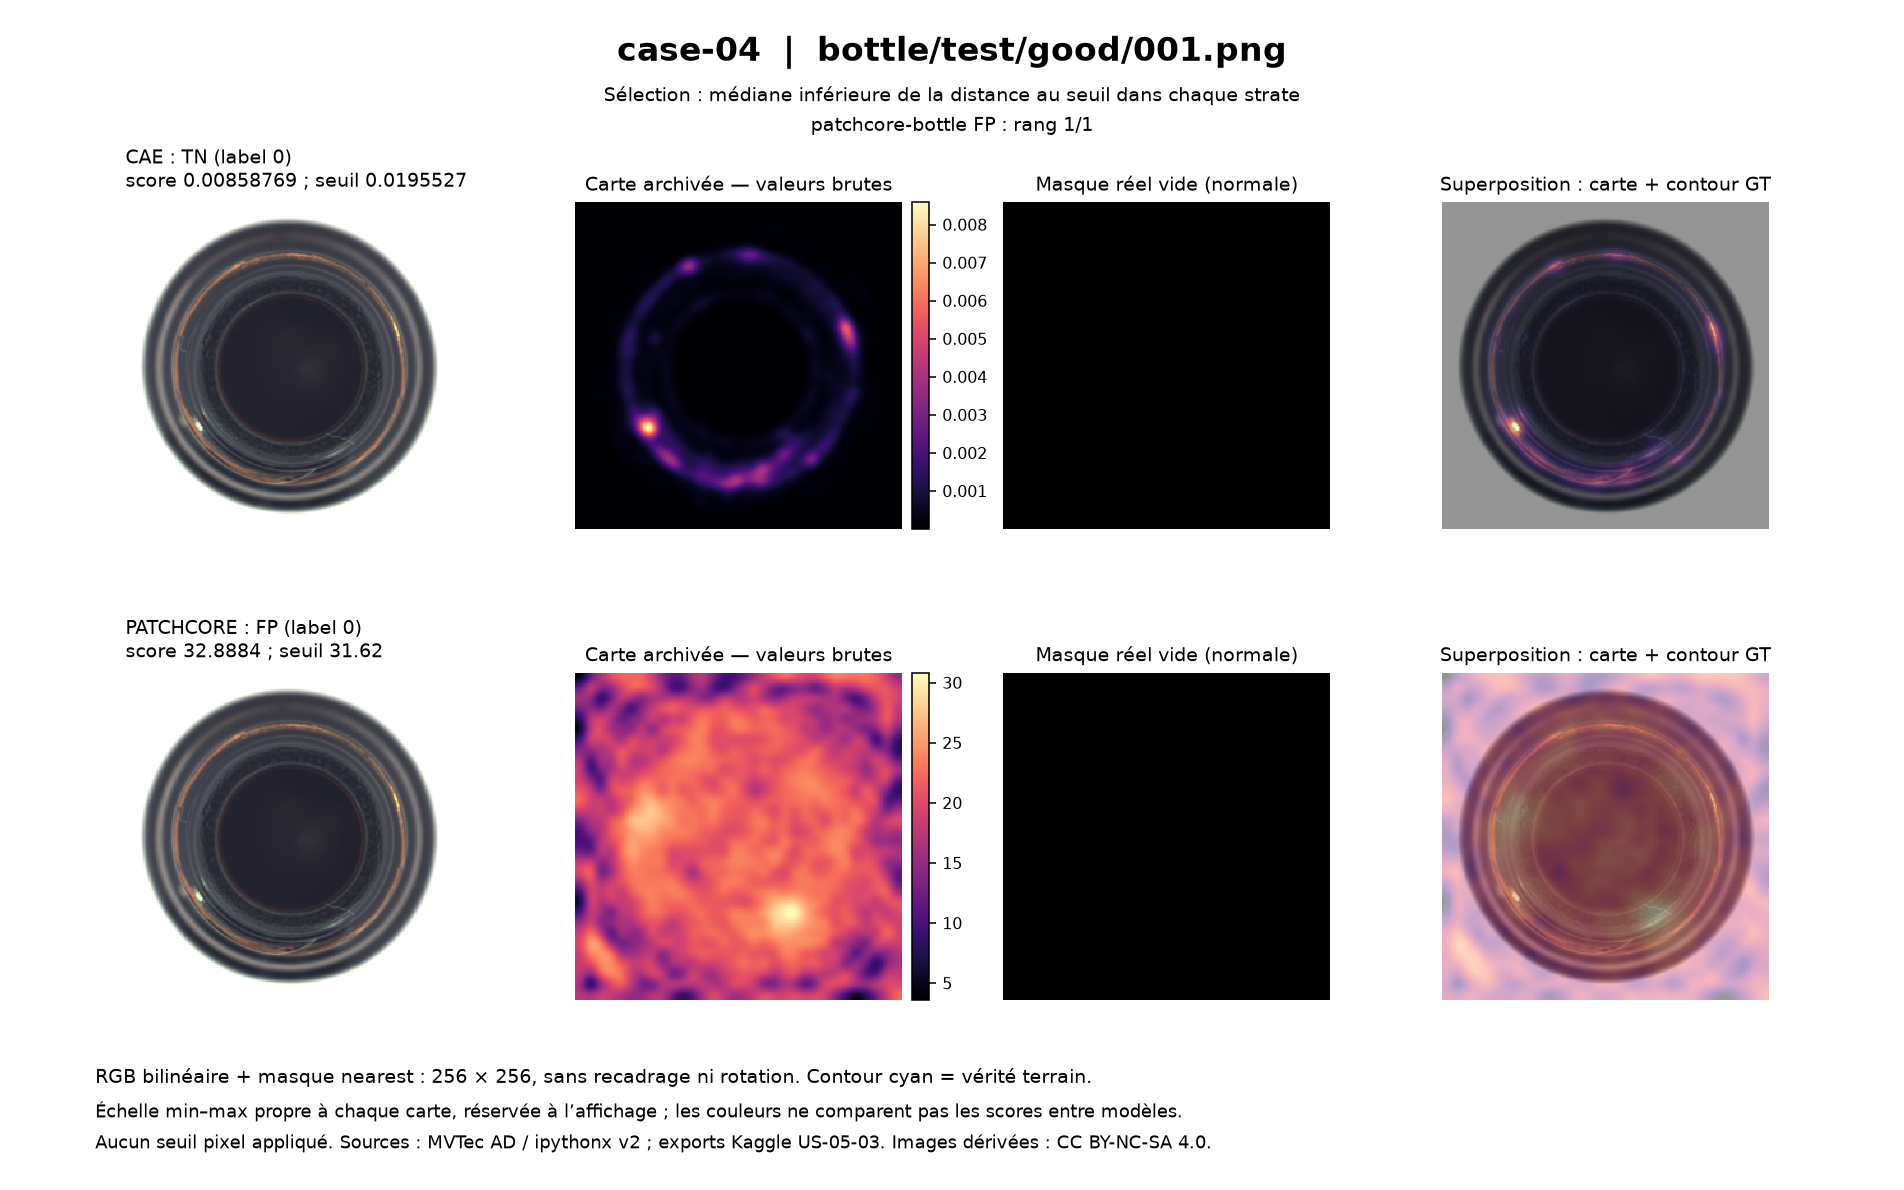 case-04  |  bottle/test/good/001.png
Sélection : médiane inférieure de la distance au seuil dans chaque strate
patchcore-bottle FP : rang 1/1
CAE : TN (label 0)
score 0.00858769 ; seuil 0.0195527
Carte archivée — valeurs brutes
Masque réel vide (normale)
Superposition : carte + contour GT
0.008
0.007
0.006
0.005
0.004
0.003
0.002
0.001
PATCHCORE : FP (label 0)
score 32.8884 ; seuil 31.62
Carte archivée — valeurs brutes
Masque réel vide (normale)
Superposition : carte + contour GT
30
25
20
15
10
5
RGB bilinéaire + masque nearest : 256 × 256, sans recadrage ni rotation. Contour cyan = vérité terrain.
Échelle min–max propre à chaque carte, réservée à l’affichage ; les couleurs ne comparent pas les scores entre modèles.
Aucun seuil pixel appliqué. Sources : MVTec AD / ipythonx v2 ; exports Kaggle US-05-03. Images dérivées : CC BY-NC-SA 4.0.